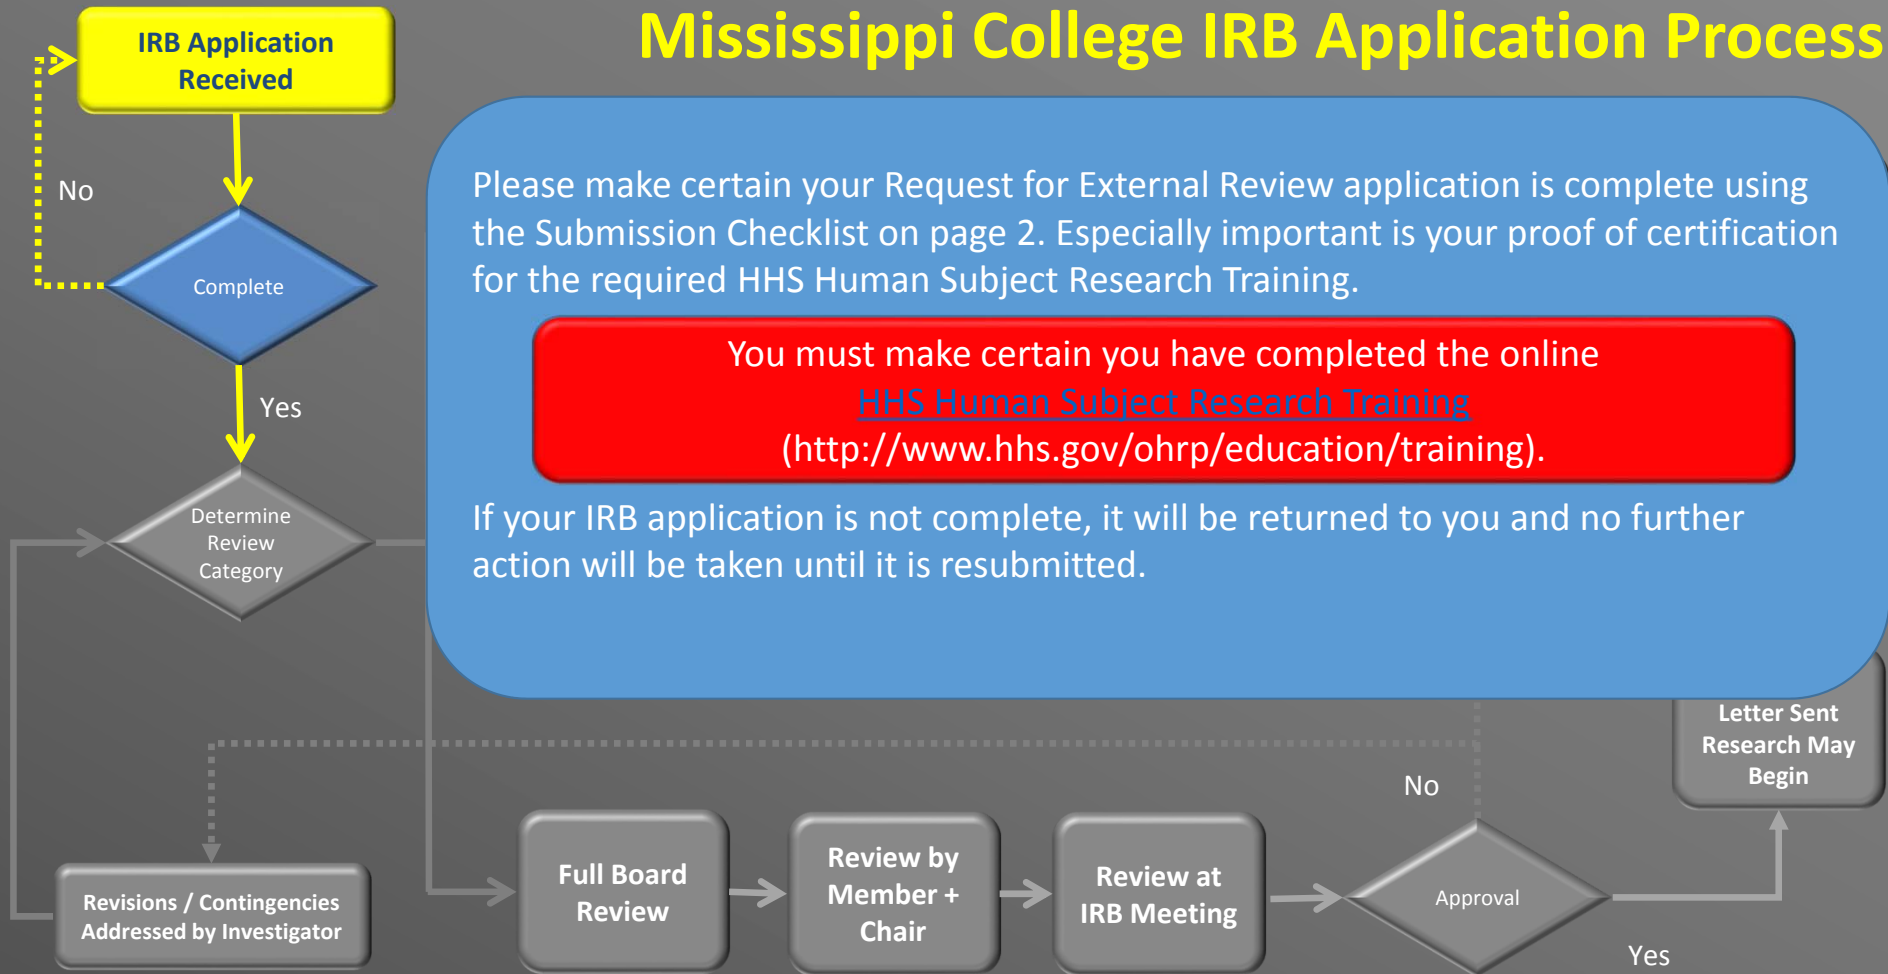 Mississippi College IRB Application Process
IRB Application
Received
No
Complete
Yes
Determine
Review
Category
Please make certain your Request for External Review application is complete using
the Submission Checklist on page 2. Especially important is your proof of certification
for the required HHS Human Subject Research Training.
You must make certain you have completed the online
HHS Human Subject Research Training
(http://www.hhs.gov/ohrp/education/training).
If your IRB application is not complete, it will be returned to you and no further
action will be taken until it is resubmitted.
Letter Sent
Research May
Begin
No
Revisions / Contingencies
Addressed by Investigator
Full Board
Review
Review by
Member +
Chair
Review at
IRB Meeting
Approval
Yes